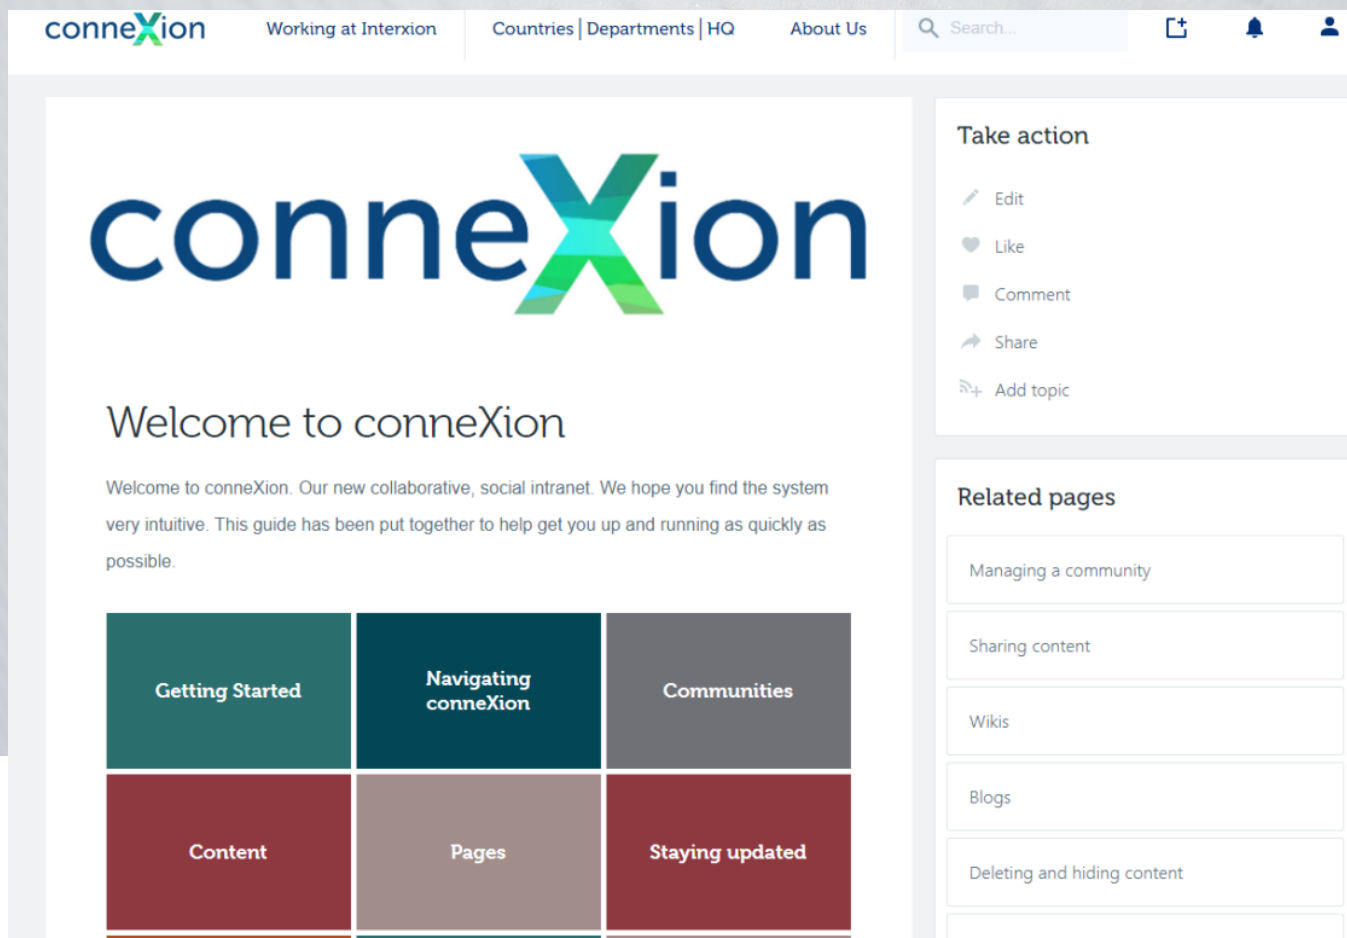 conneXion
Working at Interxion
Countries | Departments | HQ
About Us
Search...
conneXion
Welcome to conneXion
Welcome to conneXion. Our new collaborative, social intranet. We hope you find the system
very intuitive. This guide has been put together to help get you up and running as quickly as
possible.
Getting Started
Navigating
conneXion
Communities
Content
Pages
Staying updated
Take action
Edit
Like
Comment
Share
Add topic
Related pages
Managing a community
Sharing content
Wikis
Blogs
Deleting and hiding content